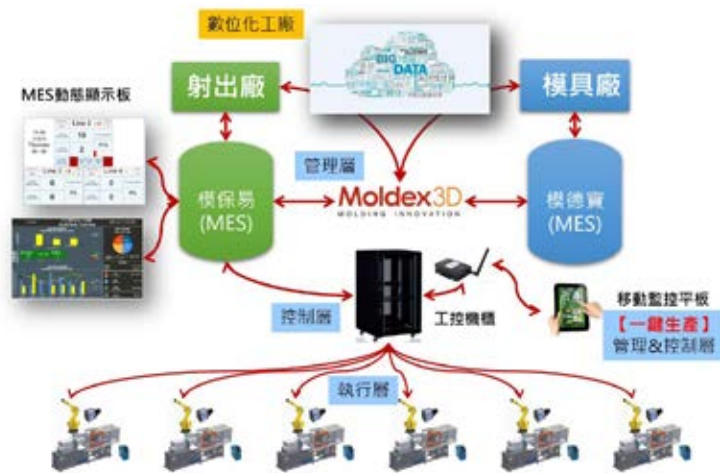 數位化工廠
BIG
DATA
射出廠
模具廠
MES動態顯示板
管理層
模保易
(MES)
Moldex3D
MOLDING INNOVATION
模德寶
(MES)
控制層
工控機櫃
移動監控平板
【一鍵生產】
管理&控制層
執行層